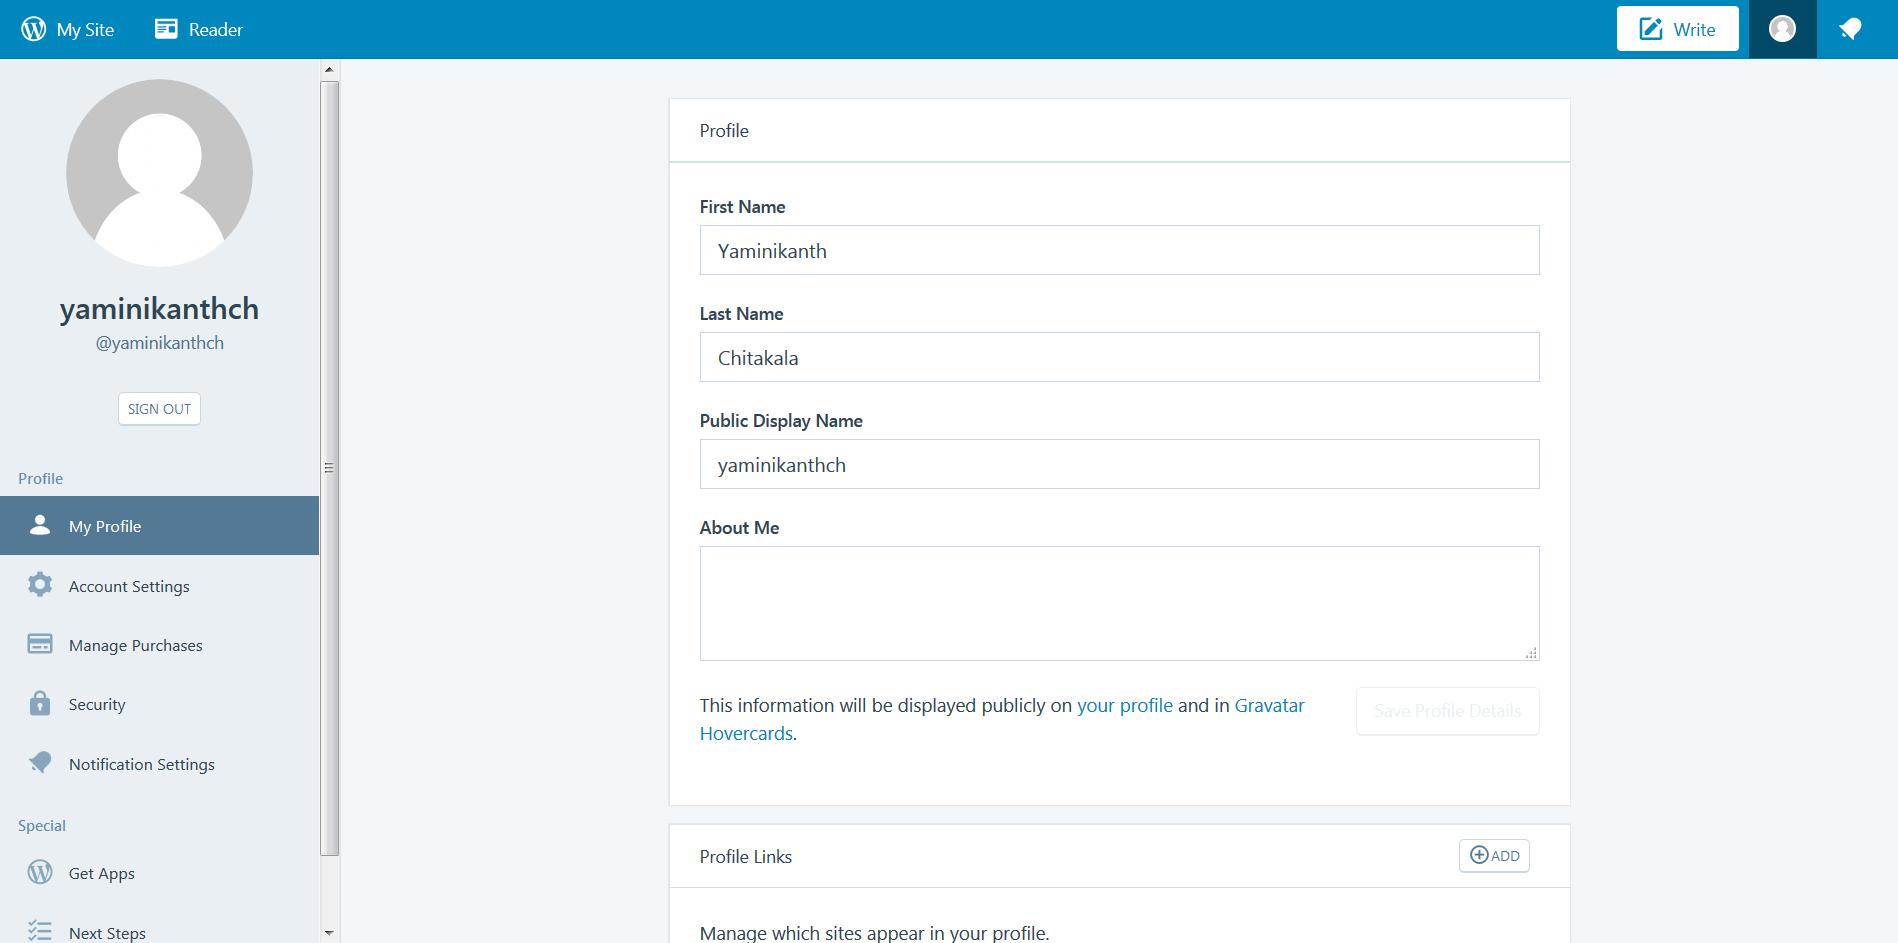 My Site
Reader
Write
yaminikanthch
@yaminikanthch
SIGN OUT
Profile
My Profile
Account Settings
Manage Purchases
Security
Notification Settings
Special
Get Apps
Next Steps
Profile
First Name
Yaminikanth
Last Name
Chitakala
Public Display Name
yaminikanthch
About Me
This information will be displayed publicly on your profile and in Gravatar
Hovercards.
Save Profile Details
Profile Links
ADD
Manage which sites appear in your profile.